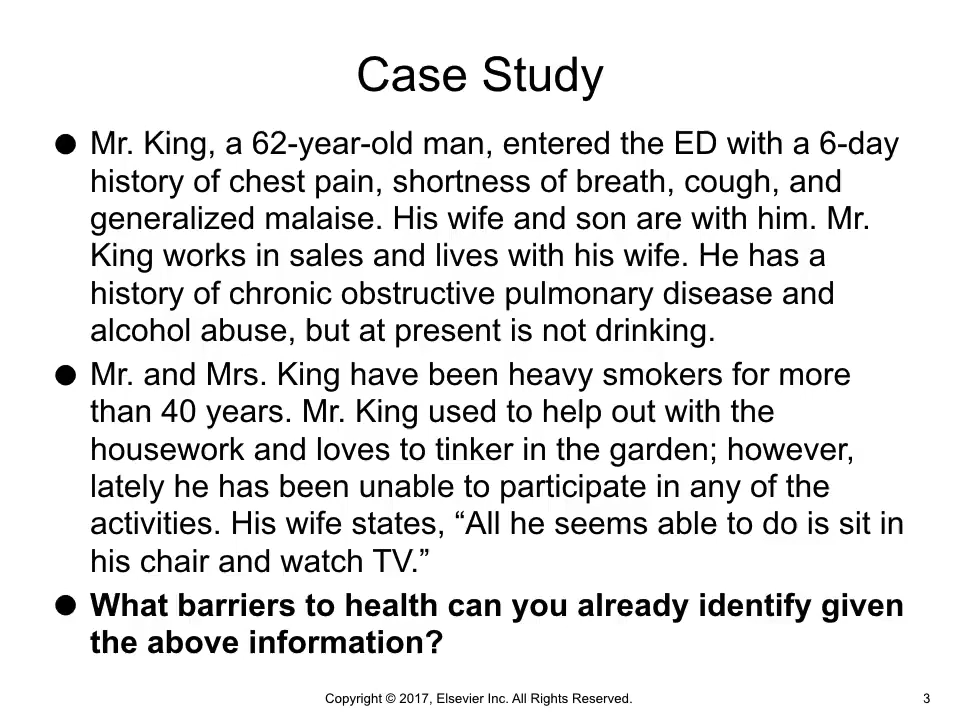 Case Study
● Mr. King, a 62-year-old man, entered the ED with a 6-day
history of chest pain, shortness of breath, cough, and
generalized malaise. His wife and son are with him. Mr.
King works in sales and lives with his wife. He has a
history of chronic obstructive pulmonary disease and
alcohol abuse, but at present is not drinking.
● Mr. and Mrs. King have been heavy smokers for more
than 40 years. Mr. King used to help out with the
housework and loves to tinker in the garden; however,
lately he has been unable to participate in any of the
activities. His wife states, “All he seems able to do is sit in
his chair and watch TV.”
● What barriers to health can you already identify given
the above information?
Copyright © 2017, Elsevier Inc. All Rights Reserved.
3